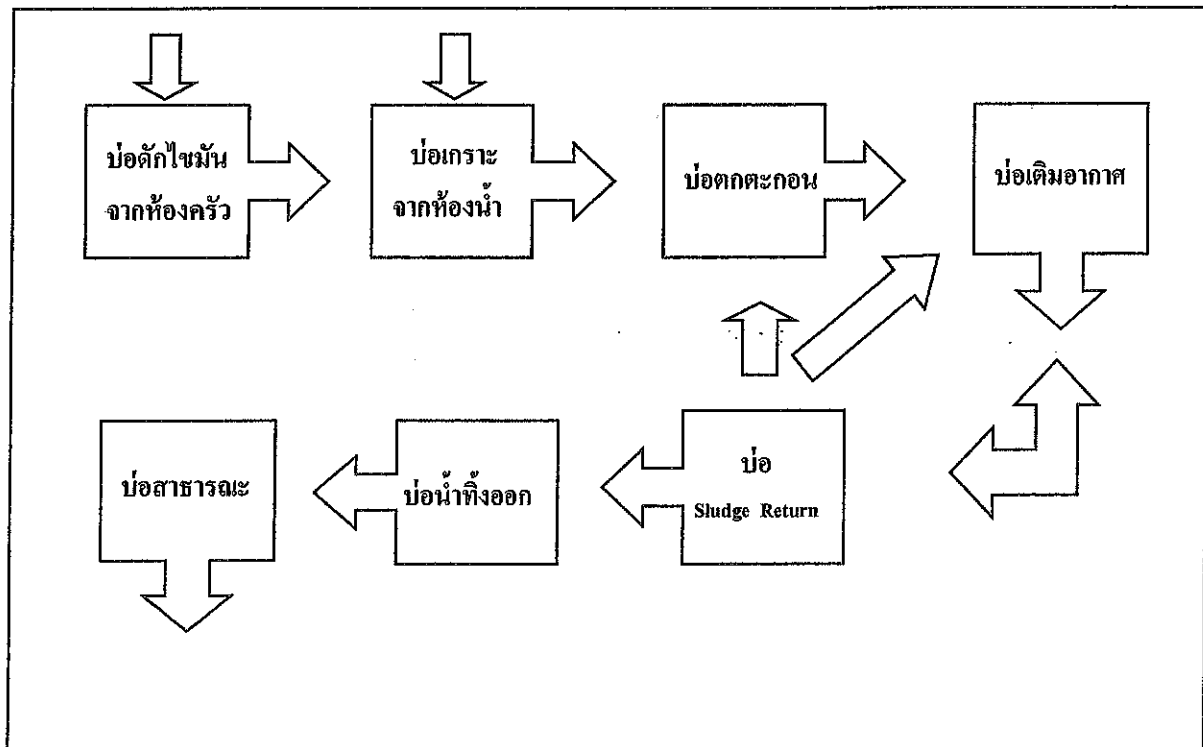 บ่อดักไขมัน
จากห้องครัว
บ่อเกราะ
จากห้องน้ำ
บ่อตกตะกอน
บ่อเติมอากาศ
บ่อสาธารณะ
บ่อน้ำทิ้งออก
บ่อ
Sludge Return